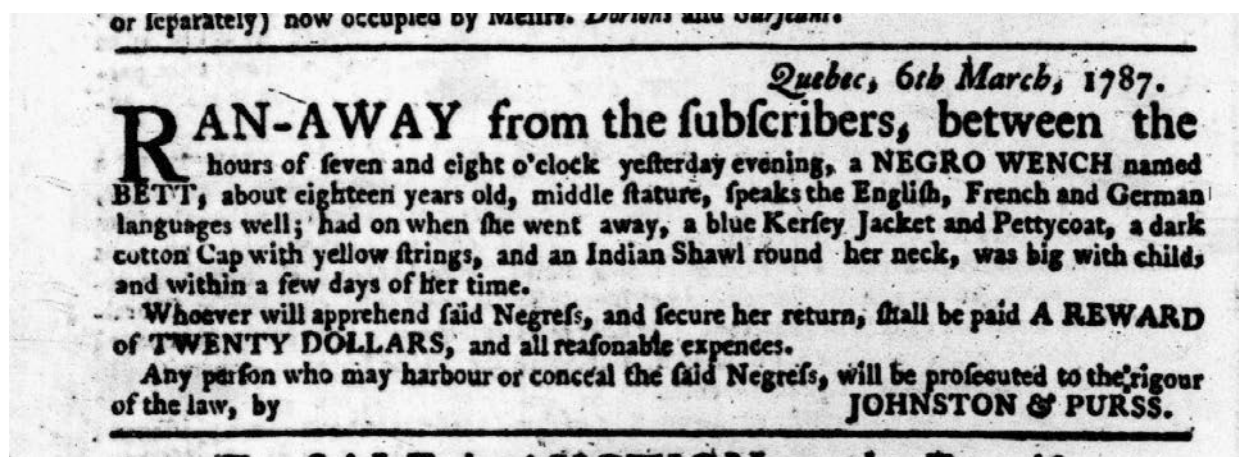 or ſeparately) now occupied by Meſſrs. Dorions and Surjeant.
Quebec, 6th March, 1787.
RAN-AWAY from the ſubſcribers, between the
hours of ſeven and eight o'clock yeſterday evening, a NEGRO WENCH named
BETT, about eighteen years old, middle ſtature, ſpeaks the Engliſh, French and German
languages well; had on when ſhe went away, a blue Kerſey Jacket and Pettycoat, a dark
cotton Cap with yellow ſtrings, and an Indian Shawl round her neck, was big with child,
and within a few days of her time.
Whoever will apprehend ſaid Negreſs, and ſecure her return, ſhall be paid A REWARD
of TWENTY DOLLARS, and all reaſonable expences.
Any perſon who may harbour or conceal the ſaid Negreſs, will be proſecuted to the rigour
of the law, by JOHNSTON & PURSS.